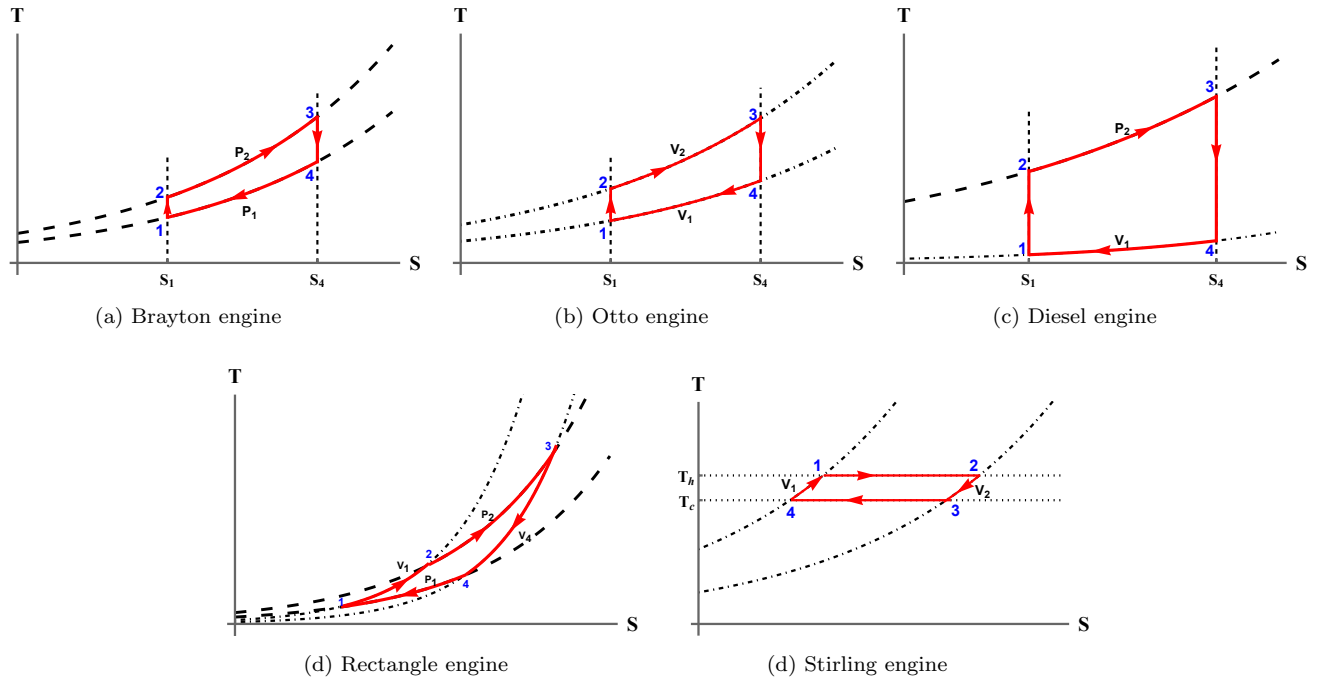 T
3
P₂
2
4
P₁
1
S
S₁
S₄
(a) Brayton engine
T
3
V₂
2
4
V₁
1
S
S₁
S₄
(b) Otto engine
T
3
P₂
2
V₁
1
4
S
S₁
S₄
(c) Diesel engine
T
3
P₂
V₄
2
V₁
P₁
4
1
S
(d) Rectangle engine
T
1
2
Tₕ
V₁
V₂
T_c
4
3
S
(d) Stirling engine